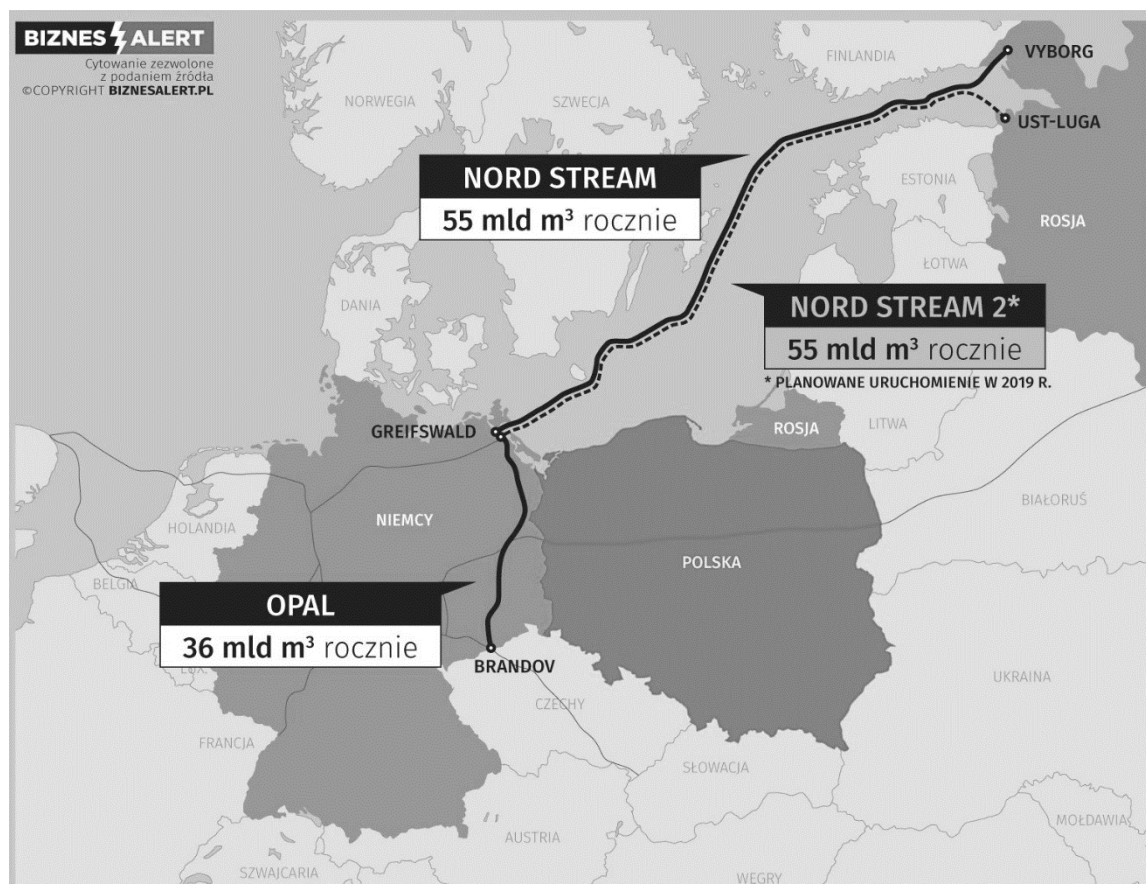 BIZNES ALERT
Cytowanie zezwolone
z podaniem źródła
©COPYRIGHT BIZNESALERT.PL
FINLANDIA
VYBORG
NORWEGIA
SZWECJA
UST-LUGA
NORD STREAM
55 mld m³ rocznie
ESTONIA
ROSJA
ŁOTWA
DANIA
NORD STREAM 2*
55 mld m³ rocznie
* PLANOWANE URUCHOMIENIE W 2019 R.
GREIFSWALD
ROSJA
LITWA
BIAŁORUŚ
HOLANDIA
NIEMCY
POLSKA
BELGIA
OPAL
36 mld m³ rocznie
BRANDOV
UKRAINA
CZECHY
FRANCJA
SŁOWACJA
AUSTRIA
MOŁDAWIA
SZWAJCARIA
WĘGRY